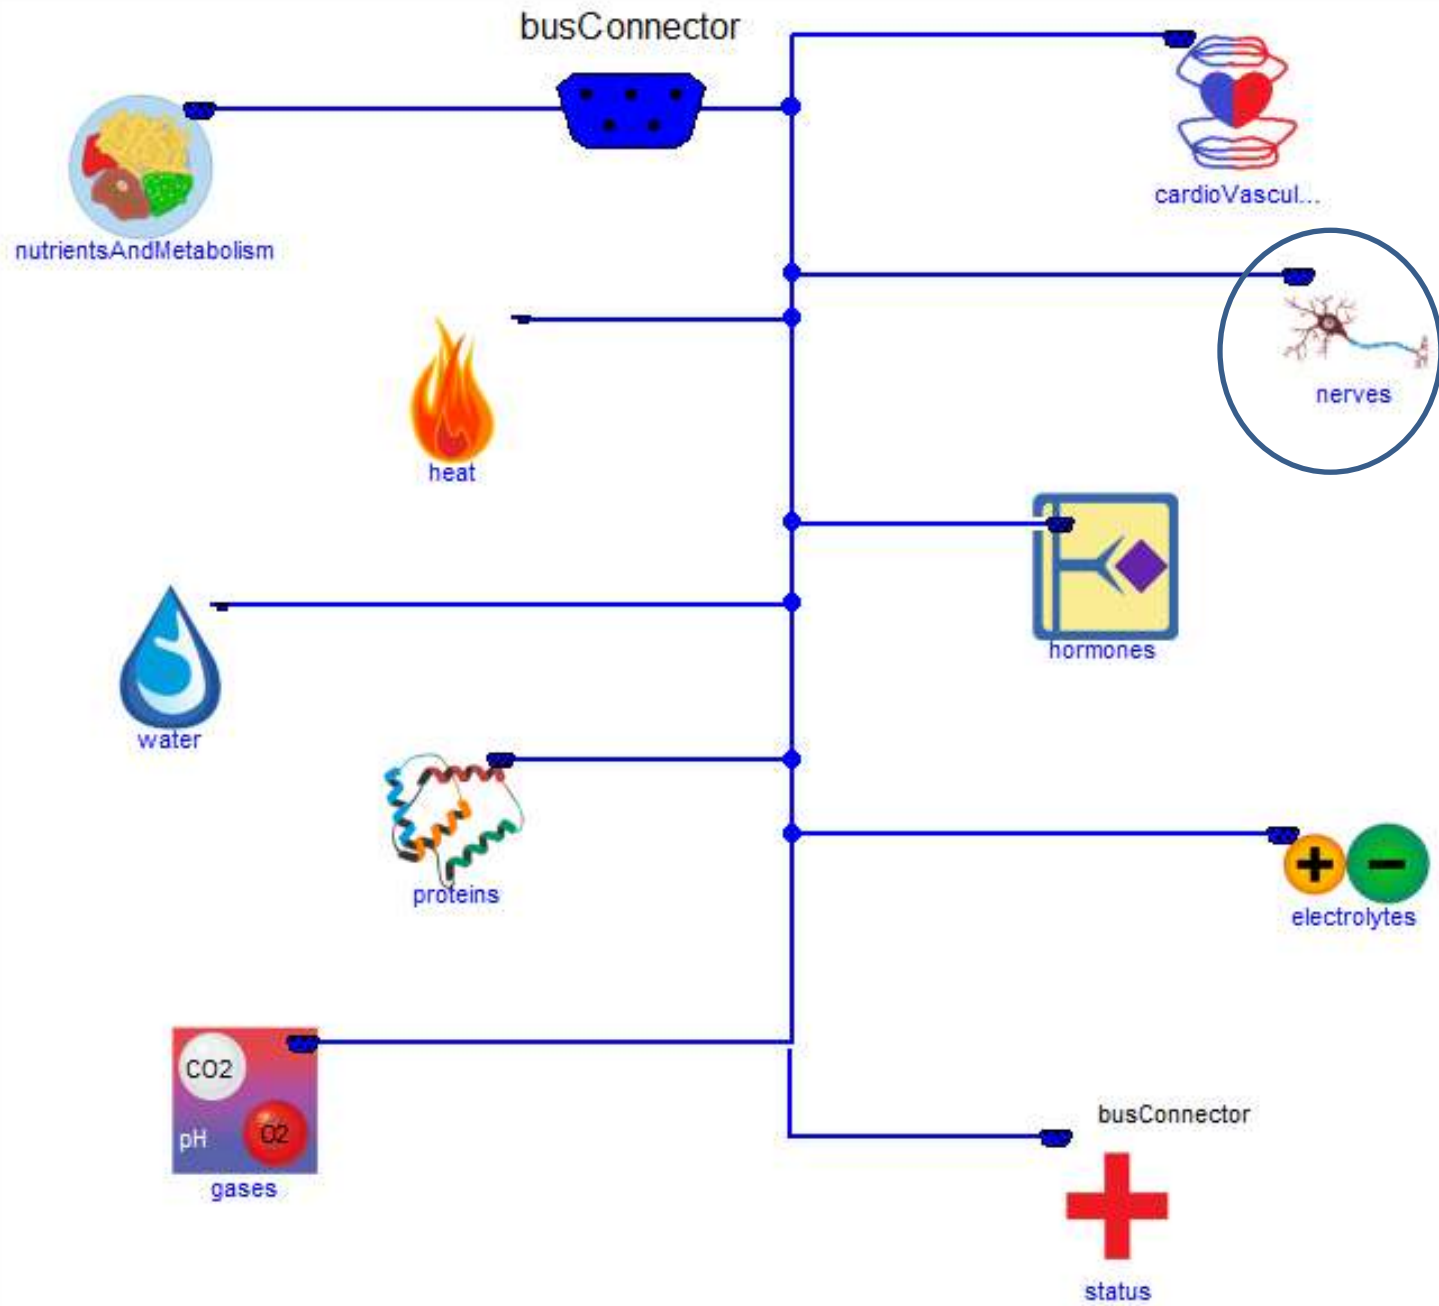 busConnector
cardioVascul...
nutrientsAndMetabolism
nerves
heat
hormones
water
proteins
electrolytes
CO2
O2
pH
gases
busConnector
status